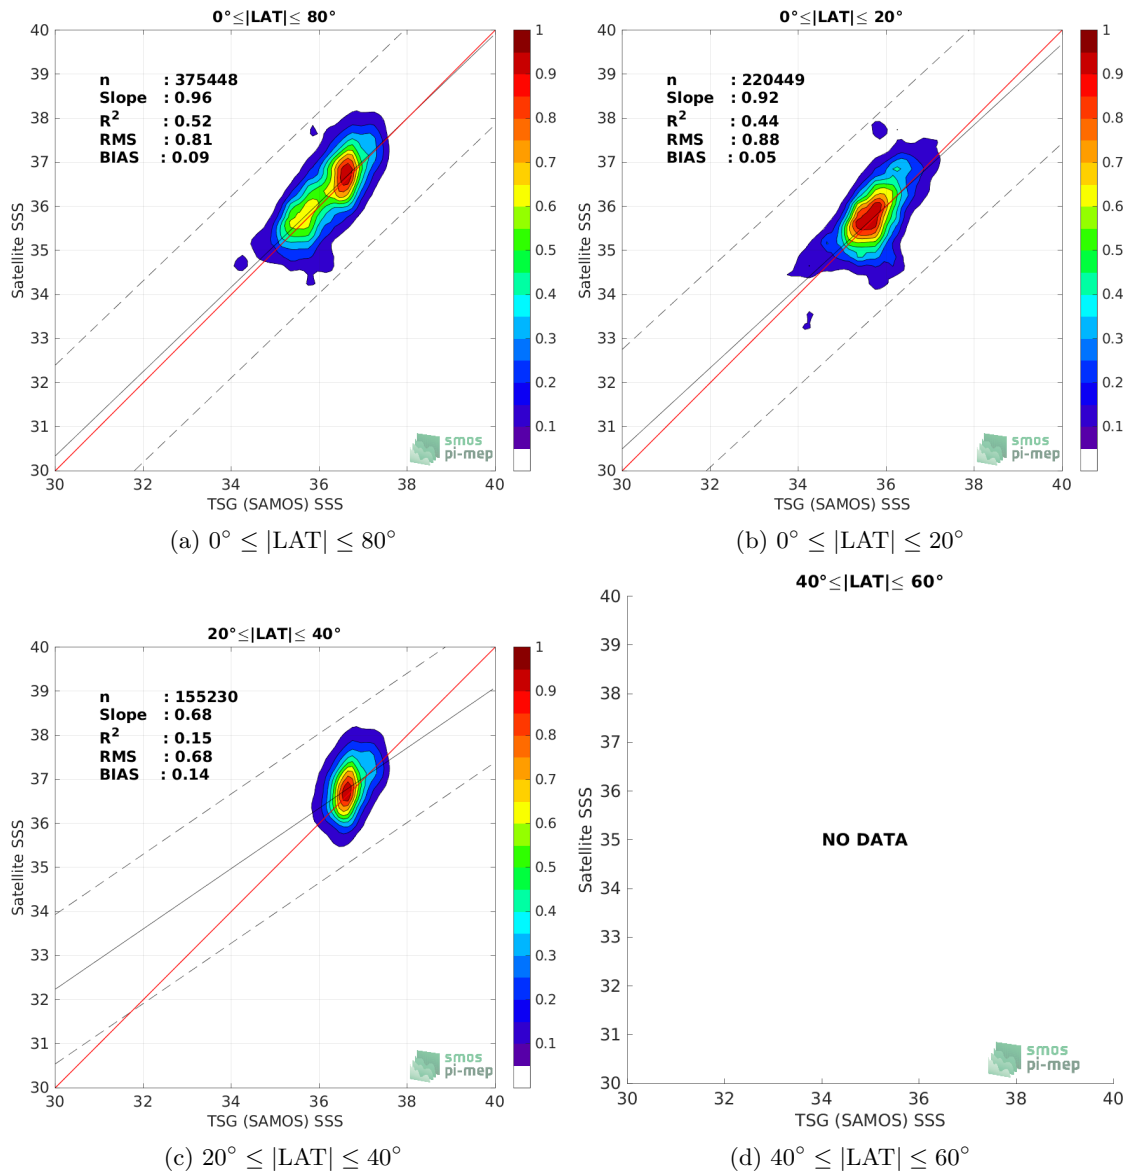 0°≤|LAT|≤ 80°
n : 375448
Slope : 0.96
R² : 0.52
RMS : 0.81
BIAS : 0.09
40
39
38
37
36
35
34
33
32
31
30
30 32 34 36 38 40
Satellite SSS
TSG (SAMOS) SSS
1
0.9
0.8
0.7
0.6
0.5
0.4
0.3
0.2
0.1
smos
pi-mep
(a) 0° ≤ |LAT| ≤ 80°
0°≤|LAT|≤ 20°
n : 220449
Slope : 0.92
R² : 0.44
RMS : 0.88
BIAS : 0.05
40
39
38
37
36
35
34
33
32
31
30
30 32 34 36 38 40
Satellite SSS
TSG (SAMOS) SSS
1
0.9
0.8
0.7
0.6
0.5
0.4
0.3
0.2
0.1
smos
pi-mep
(b) 0° ≤ |LAT| ≤ 20°
20°≤|LAT|≤ 40°
n : 155230
Slope : 0.68
R² : 0.15
RMS : 0.68
BIAS : 0.14
40
39
38
37
36
35
34
33
32
31
30
30 32 34 36 38 40
Satellite SSS
TSG (SAMOS) SSS
1
0.9
0.8
0.7
0.6
0.5
0.4
0.3
0.2
0.1
smos
pi-mep
(c) 20° ≤ |LAT| ≤ 40°
40°≤|LAT|≤ 60°
40
39
38
37
36
35
34
33
32
31
30
30 32 34 36 38 40
Satellite SSS
NO DATA
TSG (SAMOS) SSS
smos
pi-mep
(d) 40° ≤ |LAT| ≤ 60°